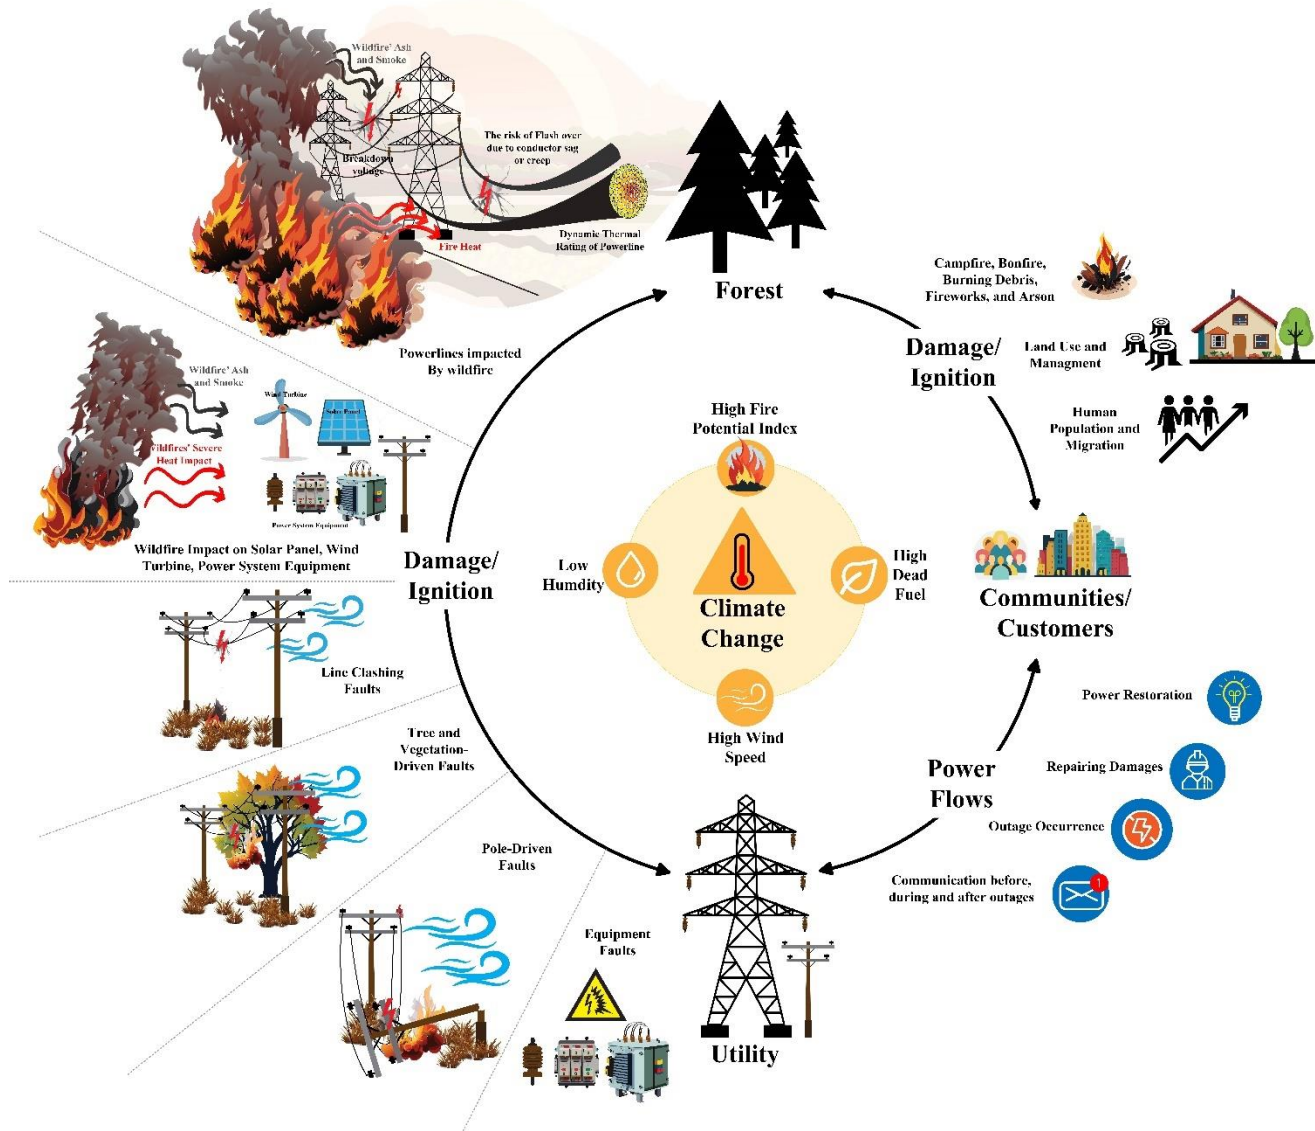 Wildfire' Ash
and Smoke
Breakdown
voltage
The risk of Flash over
due to conductor sag
or creep
Fire Heat
Dynamic Thermal
Rating of Powerline
Forest
Campfire, Bonfire,
Burning Debris,
Fireworks, and Arson
Damage/
Ignition
Land Use and
Managment
Human
Population and
Migration
Powerlines impacted
By wildfire
Wildfire' Ash
and Smoke
Wind Turbine
Solar Panel
Wildfires' Severe
Heat Impact
Power System Equipment
Wildfire Impact on Solar Panel, Wind
Turbine, Power System Equipment
Damage/
Ignition
High Fire
Potential Index
Low
Humdity
High
Dead
Fuel
Climate
Change
High Wind
Speed
Communities/
Customers
Line Clashing
Faults
Tree and
Vegetation-
Driven Faults
Pole-Driven
Faults
Equipment
Faults
Utility
Power
Flows
Power Restoration
Repairing Damages
Outage Occurrence
Communication before,
during and after outages
1